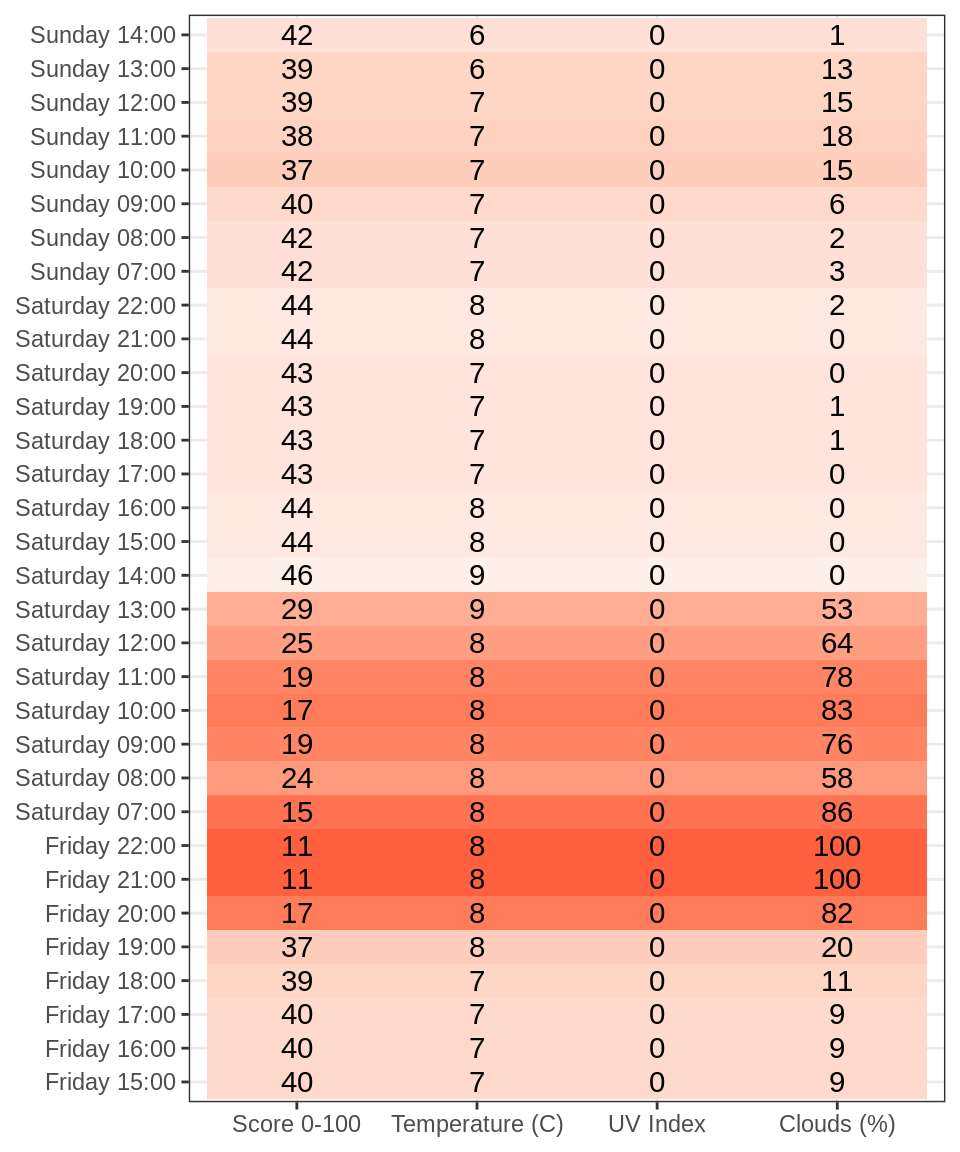 Sunday 14:00 42 6 0 1
Sunday 13:00 39 6 0 13
Sunday 12:00 39 7 0 15
Sunday 11:00 38 7 0 18
Sunday 10:00 37 7 0 15
Sunday 09:00 40 7 0 6
Sunday 08:00 42 7 0 2
Sunday 07:00 42 7 0 3
Saturday 22:00 44 8 0 2
Saturday 21:00 44 8 0 0
Saturday 20:00 43 7 0 0
Saturday 19:00 43 7 0 1
Saturday 18:00 43 7 0 1
Saturday 17:00 43 7 0 0
Saturday 16:00 44 8 0 0
Saturday 15:00 44 8 0 0
Saturday 14:00 46 9 0 0
Saturday 13:00 29 9 0 53
Saturday 12:00 25 8 0 64
Saturday 11:00 19 8 0 78
Saturday 10:00 17 8 0 83
Saturday 09:00 19 8 0 76
Saturday 08:00 24 8 0 58
Saturday 07:00 15 8 0 86
Friday 22:00 11 8 0 100
Friday 21:00 11 8 0 100
Friday 20:00 17 8 0 82
Friday 19:00 37 8 0 20
Friday 18:00 39 7 0 11
Friday 17:00 40 7 0 9
Friday 16:00 40 7 0 9
Friday 15:00 40 7 0 9
Score 0-100 Temperature (C) UV Index Clouds (%)